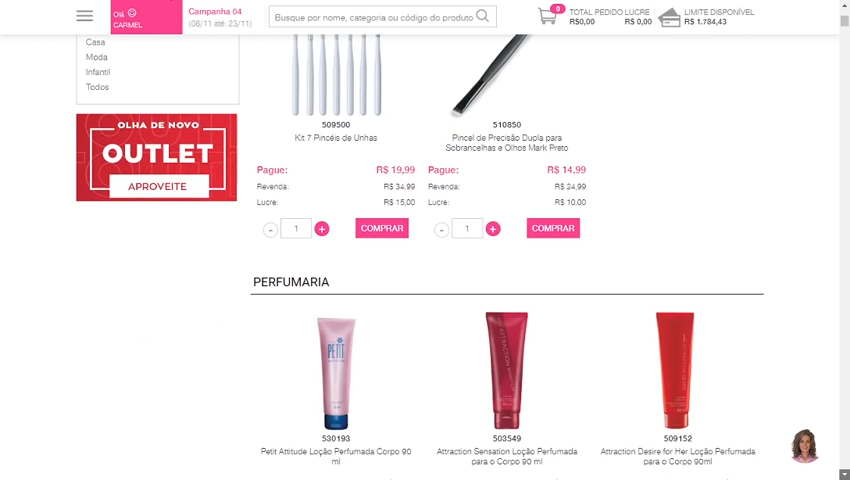 Olá
CARMEL
Campanha 04
(08/11 até: 23/11)
Busque por nome, categoria ou código do produto
0
TOTAL PEDIDO LUCRE
R$0,00 R$ 0,00
LIMITE DISPONÍVEL
R$ 1.784,43
Casa
Moda
Infantil
Todos
OLHA DE NOVO
OUTLET
APROVEITE
509500
Kit 7 Pincéis de Unhas
Pague: R$ 19,99
Revenda: R$ 34,99
Lucre: R$ 15,00
- 1 + COMPRAR
510850
Pincel de Precisão Dupla para
Sobrancelhas e Olhos Mark Preto
Pague: R$ 14,99
Revenda: R$ 24,99
Lucre: R$ 10,00
- 1 + COMPRAR
PERFUMARIA
PETIT
ATTITUDE
530193
Petit Attitude Loção Perfumada Corpo 90
ml
ATTRACTION
503549
Attraction Sensation Loção Perfumada
para o Corpo 90 ml
509152
Attraction Desire for Her Loção Perfumada
para o Corpo 90ml